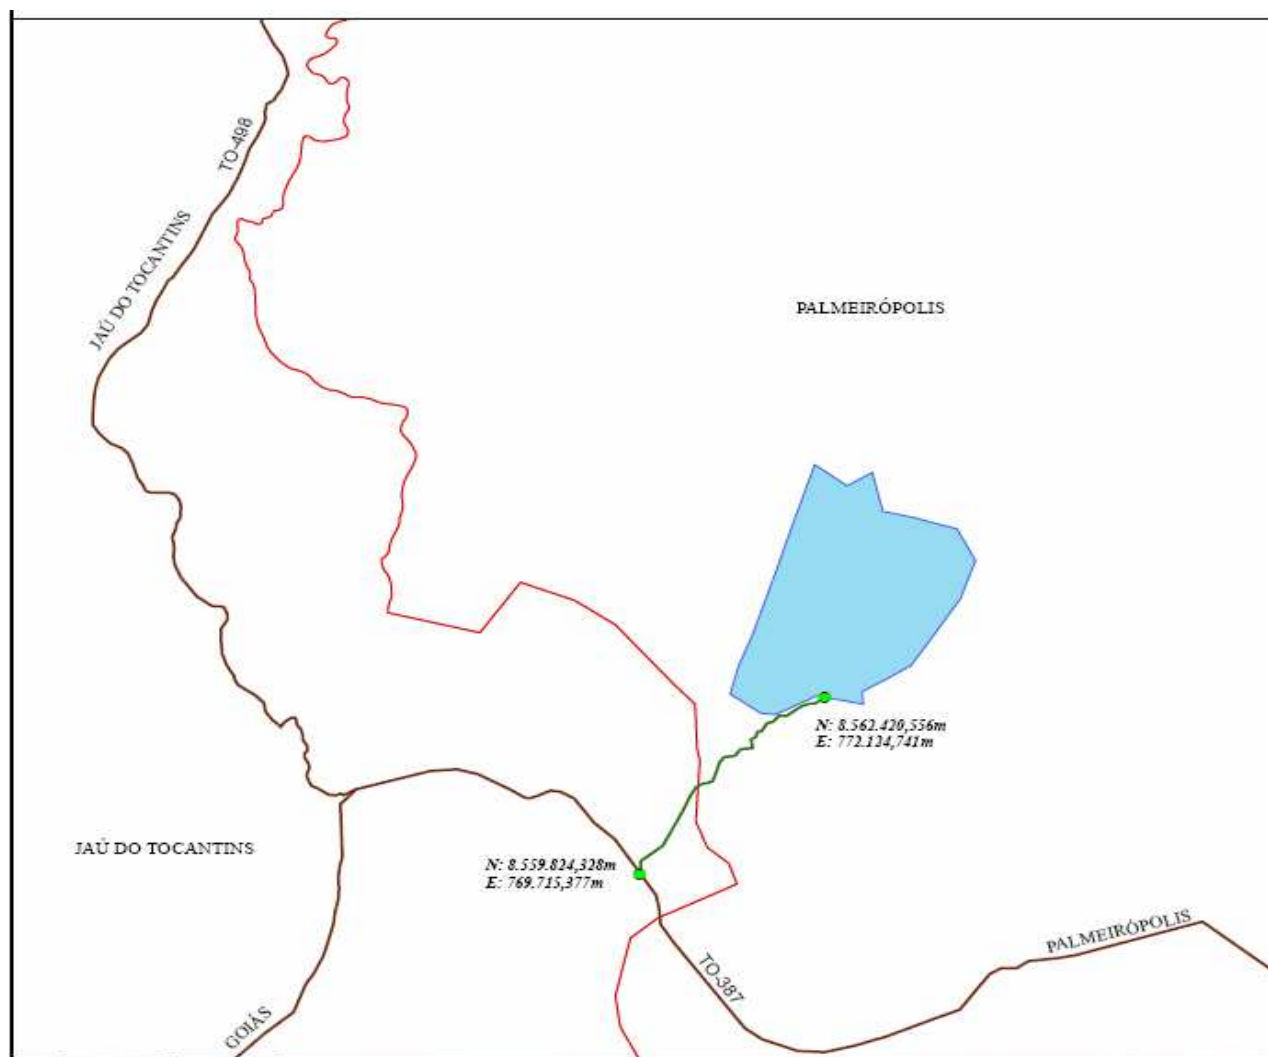 TO-498
JAÚ DO TOCANTINS
PALMEIRÓPOLIS
N: 8.562.420,556m
E: 772.124,741m
JAÚ DO TOCANTINS
N: 8.559.824,328m
E: 769.715,377m
PALMEIRÓPOLIS
TO-387
GOIÁS